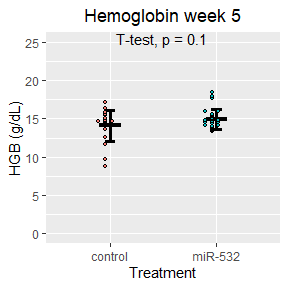 Hemoglobin week 5
T-test, p = 0.1
HGB (g/dL)
25
20
15
10
5
0
control miR-532
Treatment